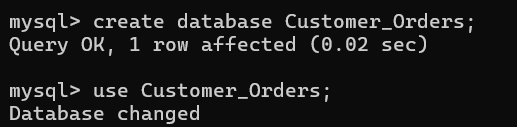 mysql> create database Customer_Orders;
Query OK, 1 row affected (0.02 sec)
mysql> use Customer_Orders;
Database changed